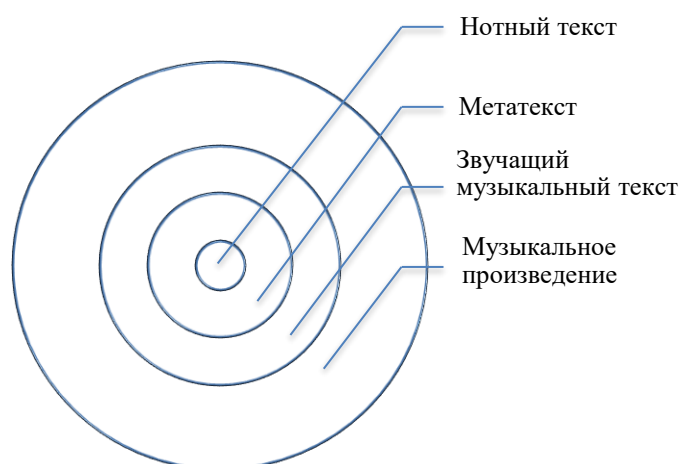 Нотный текст
Метатекст
Звучащий
музыкальный текст
Музыкальное
произведение